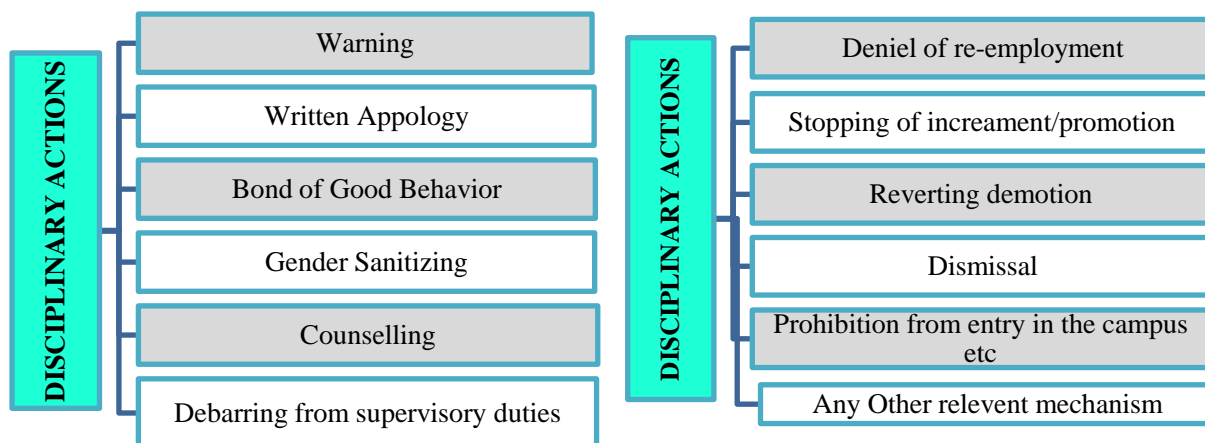 DISCIPLINARY ACTIONS
Warning
Written Appology
Bond of Good Behavior
Gender Sanitizing
Counselling
Debarring from supervisory duties
DISCIPLINARY ACTIONS
Deniel of re-employment
Stopping of increament/promotion
Reverting demotion
Dismissal
Prohibition from entry in the campus
etc
Any Other relevent mechanism